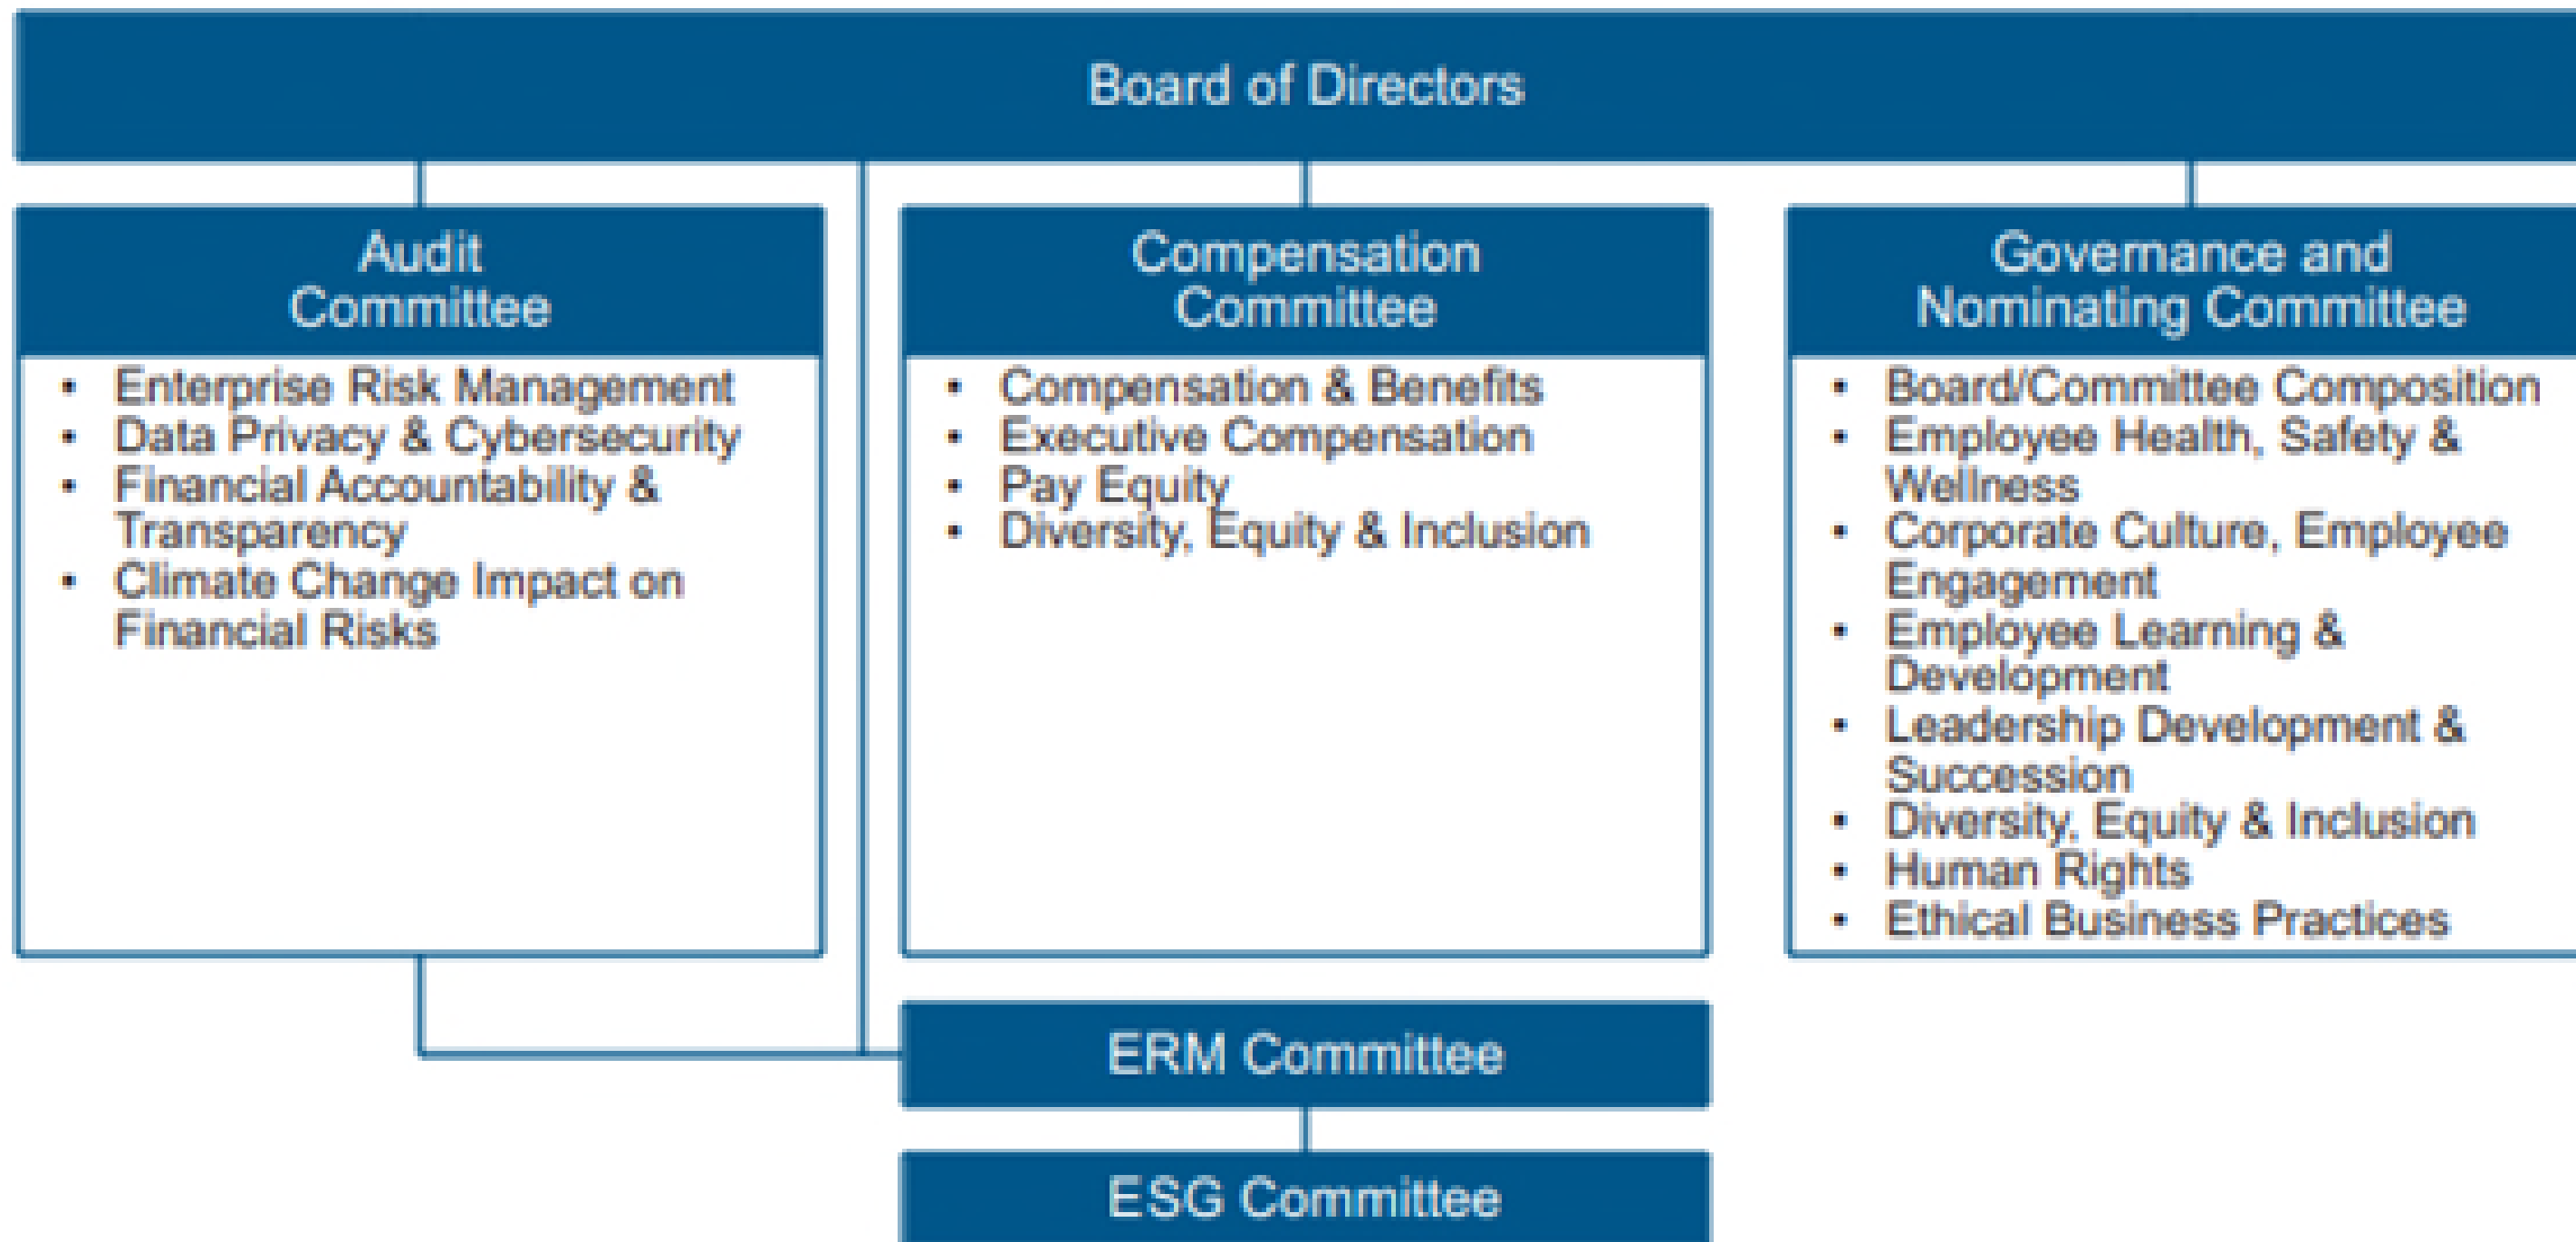 Board of Directors
Audit
Committee
• Enterprise Risk Management
• Data Privacy & Cybersecurity
• Financial Accountability &
Transparency
• Climate Change Impact on
Financial Risks
Compensation
Committee
• Compensation & Benefits
• Executive Compensation
• Pay Equity
• Diversity, Equity & Inclusion
Governance and
Nominating Committee
• Board/Committee Composition
• Employee Health, Safety &
Wellness
• Corporate Culture, Employee
Engagement
• Employee Learning &
Development
• Leadership Development &
Succession
• Diversity, Equity & Inclusion
• Human Rights
• Ethical Business Practices
ERM Committee
ESG Committee